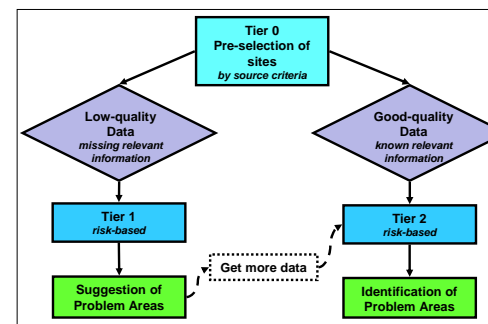 Tier 0
Pre-selection of
sites
by source criteria
Low-quality
Data
missing relevant
information
Good-quality
Data
known relevant
information
Tier 1
risk-based
Tier 2
risk-based
Get more data
Suggestion of
Problem Areas
Identification of
Problem Areas